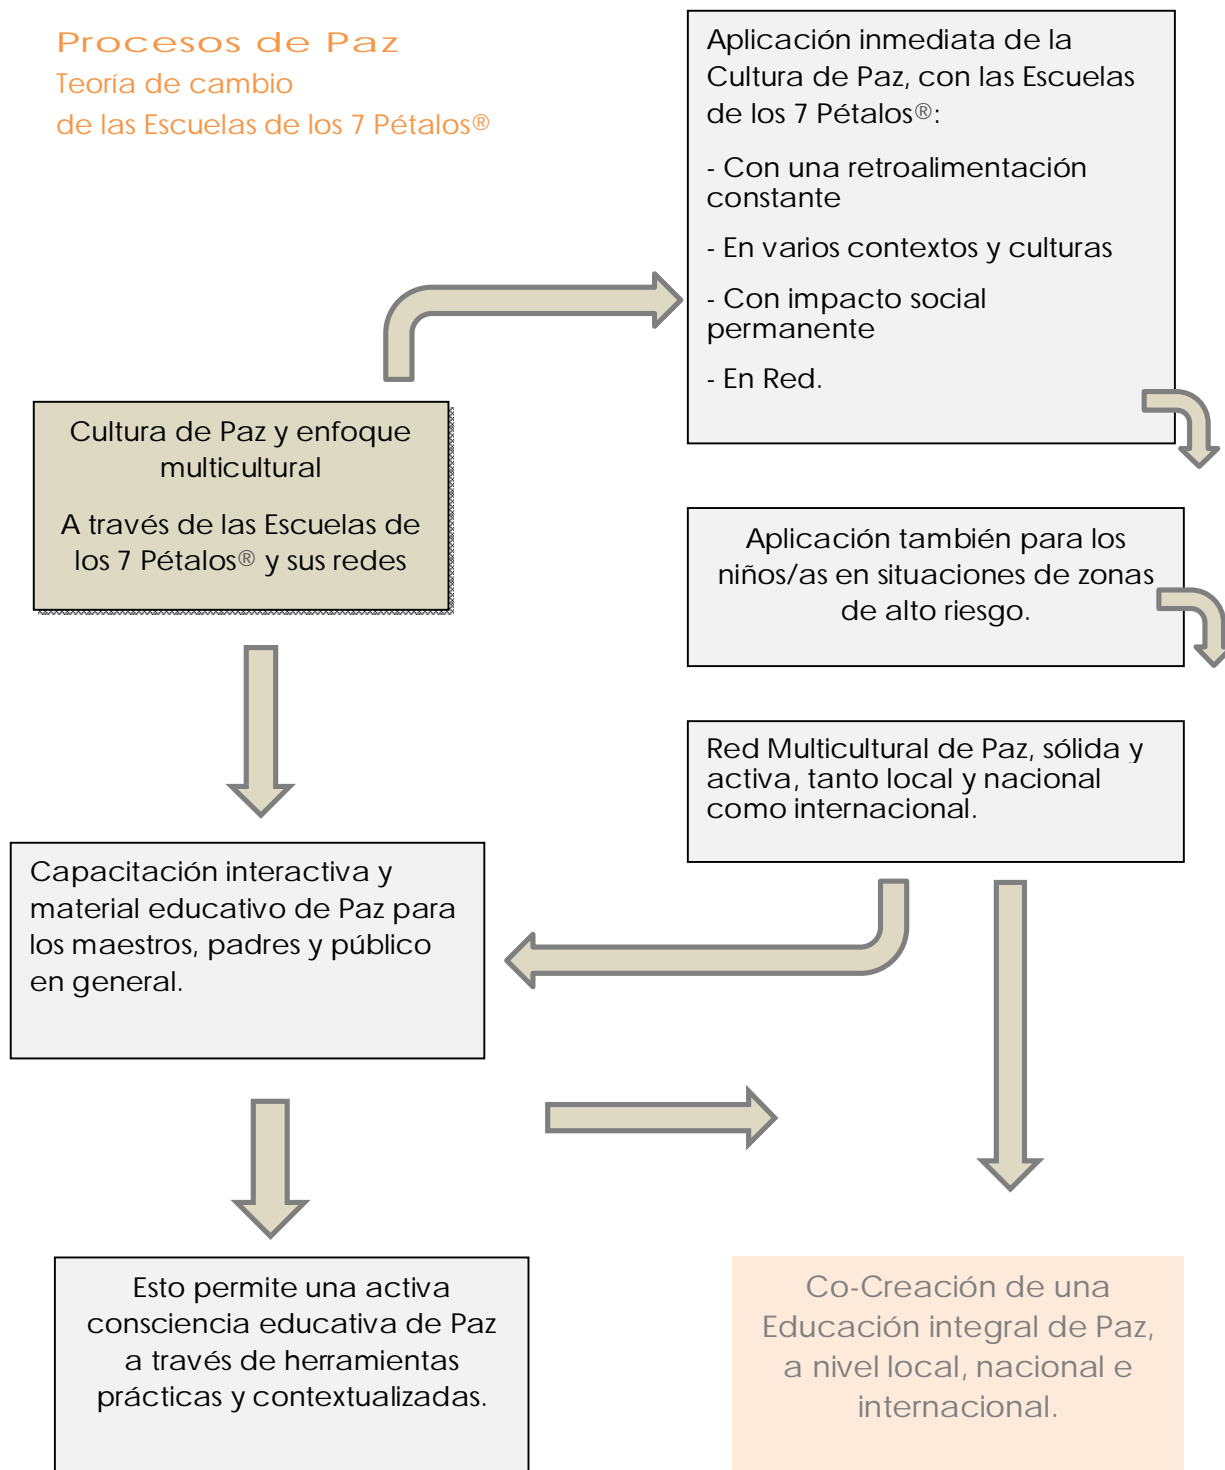 Procesos de Paz
Teoría de cambio
de las Escuelas de los 7 Pétalos®
Aplicación inmediata de la
Cultura de Paz, con las Escuelas
de los 7 Pétalos®:
- Con una retroalimentación
constante
- En varios contextos y culturas
- Con impacto social
permanente
- En Red.
Cultura de Paz y enfoque
multicultural
A través de las Escuelas de
los 7 Pétalos® y sus redes
Aplicación también para los
niños/as en situaciones de zonas
de alto riesgo.
Red Multicultural de Paz, sólida y
activa, tanto local y nacional
como internacional.
Capacitación interactiva y
material educativo de Paz para
los maestros, padres y público
en general.
Esto permite una activa
consciencia educativa de Paz
a través de herramientas
prácticas y contextualizadas.
Co-Creación de una
Educación integral de Paz,
a nivel local, nacional e
internacional.